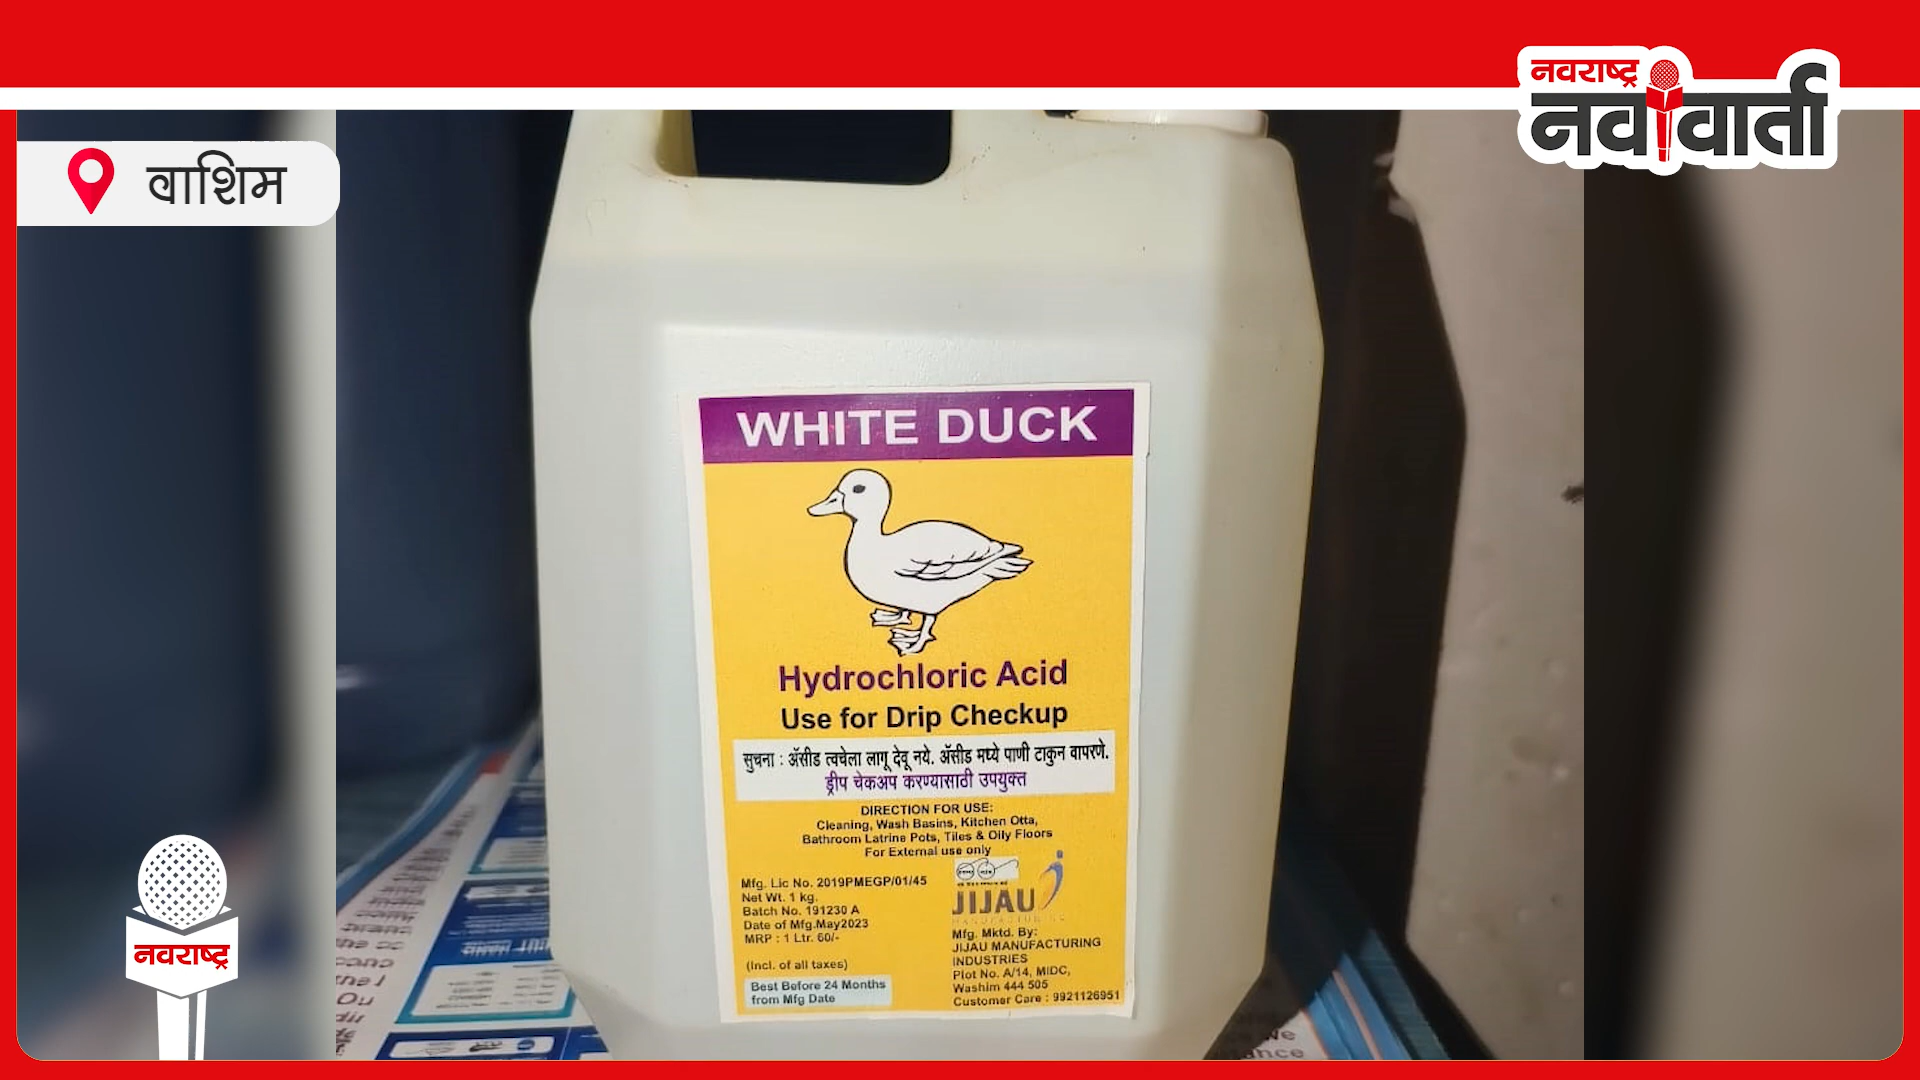 नवराष्ट्र
नववार्ता
वाशिम
WHITE DUCK
Hydrochloric Acid
Use for Drip Checkup
सुचना : ॲसीड त्वचेला लागू देवू नये. ॲसीड मध्ये पाणी टाकुन वापरणे.
ड्रीप चेकअप करण्यासाठी उपयुक्त
DIRECTION FOR USE:
Cleaning, Wash Basins, Kitchen Otta,
Bathroom Latrine Pots, Tiles & Oily Floors
For External use only
Mfg. Lic No. 2019PMEGP/01/45
Net Wt. 1 kg.
Batch No. 191230 A
Date of Mfg.May2023
MRP : 1 Ltr. 60/-
(Incl. of all taxes)
Best Before 24 Months
from Mfg Date
JIJAU
MANUFACTURING
Mfg. Mktd. By:
JIJAU MANUFACTURING
INDUSTRIES
Plot No. A/14, MIDC,
Washim 444 505
Customer Care : 9921126951
नवराष्ट्र